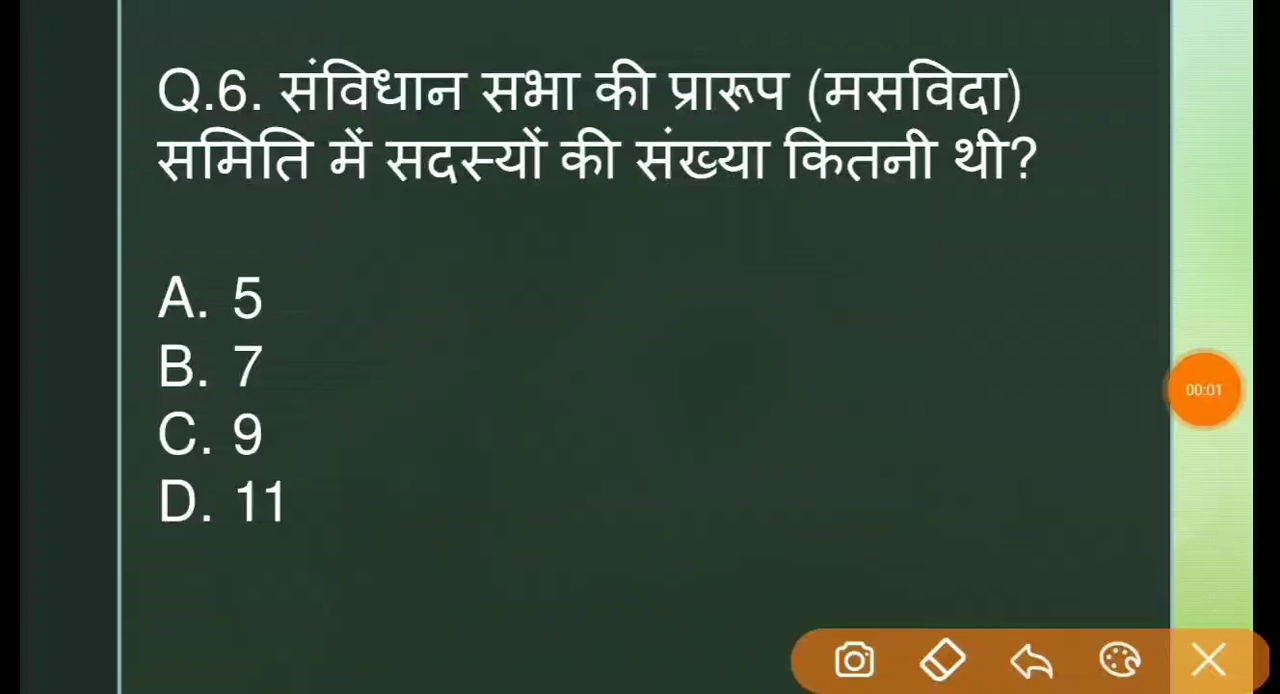 Q.6. संविधान सभा की प्रारूप (मसविदा)
समिति में सदस्यों की संख्या कितनी थी?
A. 5
B. 7
C. 9
D. 11
00:01